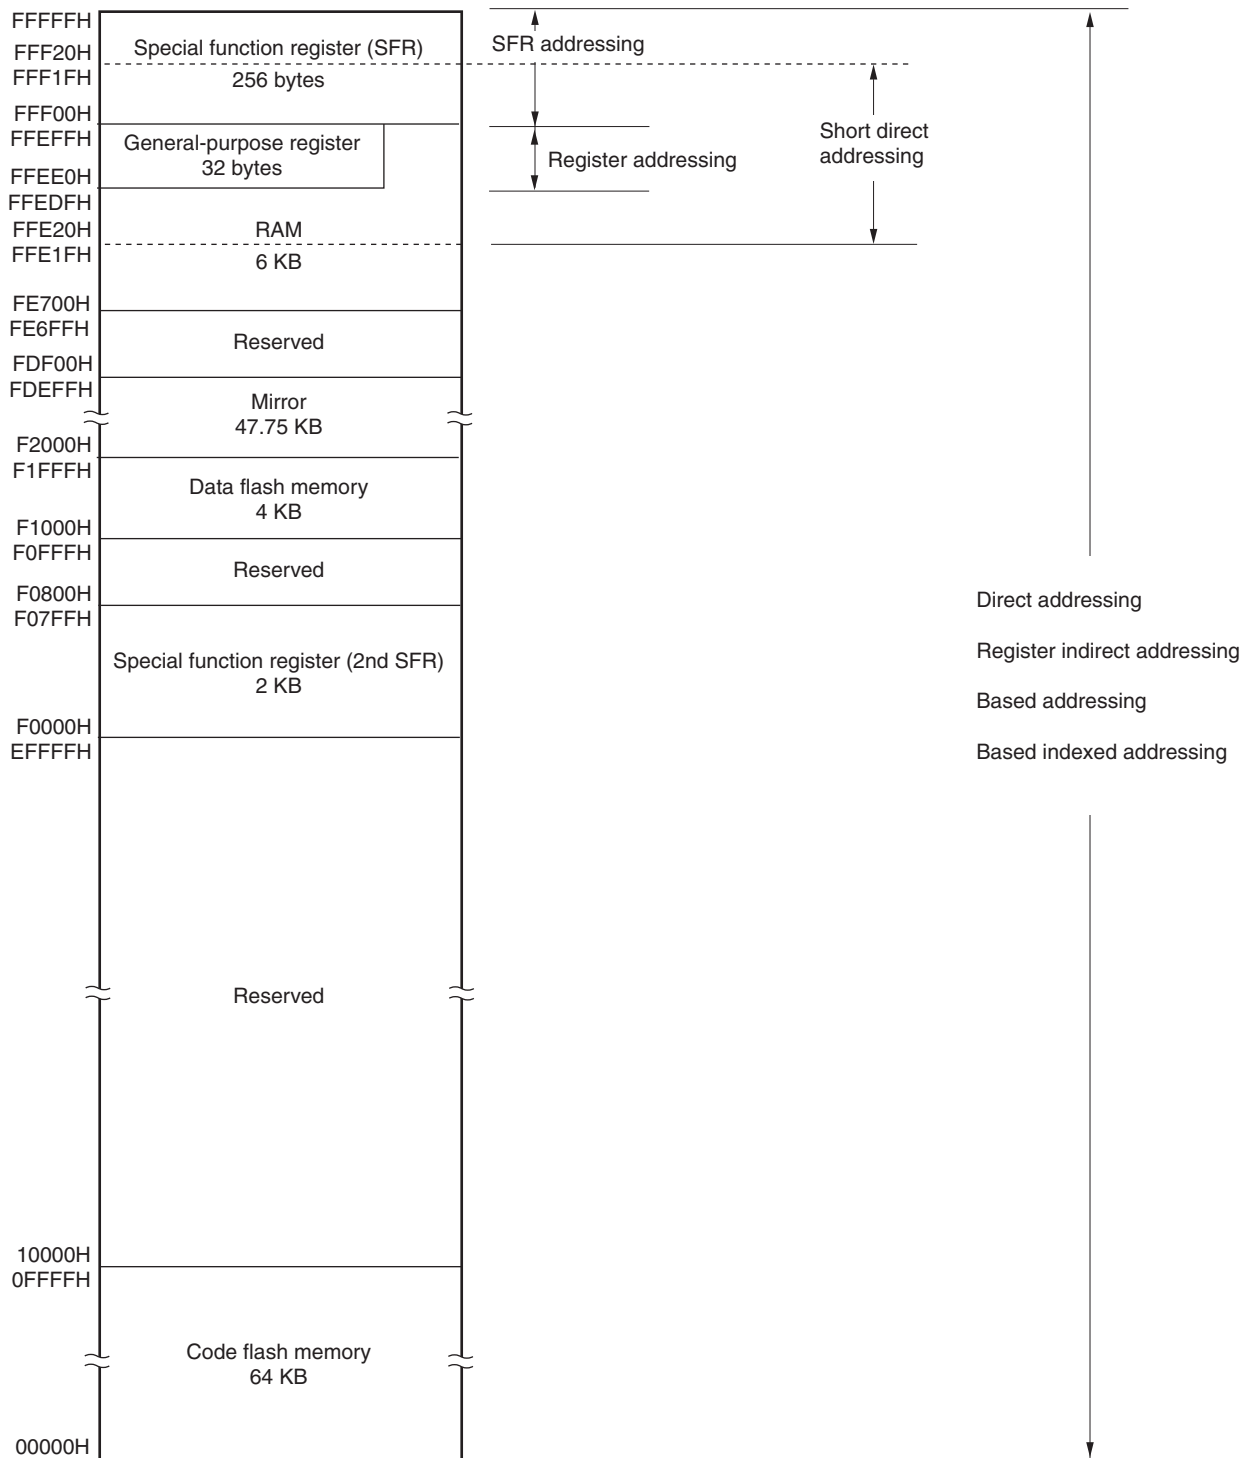 FFFFFH
FFF20H
FFF1FH
FFF00H
FFEFFH
FFEE0H
FFEDFH
FFE20H
FFE1FH
FE700H
FE6FFH
FDF00H
FDEFFH
F2000H
F1FFFH
F1000H
F0FFFH
F0800H
F07FFH
F0000H
EFFFFH
10000H
0FFFFH
00000H
Special function register (SFR)
256 bytes
General-purpose register
32 bytes
RAM
6 KB
Reserved
Mirror
47.75 KB
Data flash memory
4 KB
Reserved
Special function register (2nd SFR)
2 KB
Reserved
Code flash memory
64 KB
SFR addressing
Register addressing
Short direct
addressing
Direct addressing
Register indirect addressing
Based addressing
Based indexed addressing